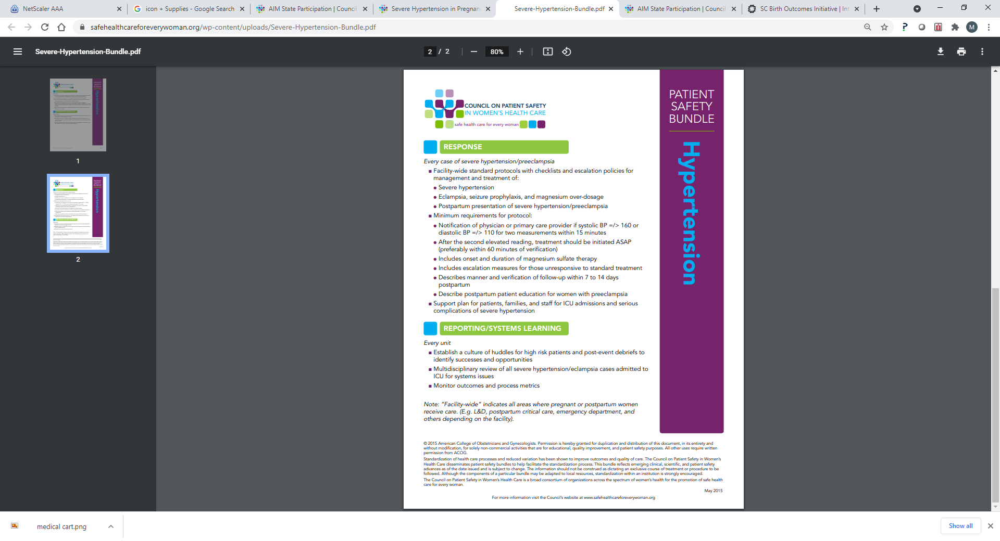 NetScaler AAA
icon + Supplies - Google Search
AIM State Participation | Council
Severe Hypertension in Pregnan
Severe-Hypertension-Bundle.pdf
AIM State Participation | Council
SC Birth Outcomes Initiative | Int
safehealthcareforeverywoman.org/wp-content/uploads/Severe-Hypertension-Bundle.pdf
M
Severe-Hypertension-Bundle.pdf
2 / 2
80%
1
2
COUNCIL ON PATIENT SAFETY
IN WOMEN'S HEALTH CARE
safe health care for every woman
PATIENT
SAFETY
BUNDLE
Hypertension
RESPONSE
Every case of severe hypertension/preeclampsia
■ Facility-wide standard protocols with checklists and escalation policies for
management and treatment of:
● Severe hypertension
● Eclampsia, seizure prophylaxis, and magnesium over-dosage
● Postpartum presentation of severe hypertension/preeclampsia
■ Minimum requirements for protocol:
● Notification of physician or primary care provider if systolic BP =/> 160 or
diastolic BP =/> 110 for two measurements within 15 minutes
● After the second elevated reading, treatment should be initiated ASAP
(preferably within 60 minutes of verification)
● Includes onset and duration of magnesium sulfate therapy
● Includes escalation measures for those unresponsive to standard treatment
● Describes manner and verification of follow-up within 7 to 14 days
postpartum
● Describe postpartum patient education for women with preeclampsia
■ Support plan for patients, families, and staff for ICU admissions and serious
complications of severe hypertension
REPORTING/SYSTEMS LEARNING
Every unit
■ Establish a culture of huddles for high risk patients and post-event debriefs to
identify successes and opportunities
■ Multidisciplinary review of all severe hypertension/eclampsia cases admitted to
ICU for systems issues
■ Monitor outcomes and process metrics
Note: "Facility-wide" indicates all areas where pregnant or postpartum women
receive care. (E.g. L&D, postpartum critical care, emergency department, and
others depending on the facility).
© 2015 American College of Obstetricians and Gynecologists. Permission is hereby granted for duplication and distribution of this document, in its entirety and
without modification, for solely non-commercial activities that are for educational, quality improvement, and patient safety purposes. All other uses require written
permission from ACOG.
Standardization of health care processes and reduced variation has been shown to improve outcomes and quality of care. The Council on Patient Safety in Women's
Health Care disseminates patient safety bundles to help facilitate the standardization process. This bundle reflects emerging clinical, scientific, and patient safety
advances as of the date issued and is subject to change. The information should not be construed as dictating an exclusive course of treatment or procedure to be
followed. Although the components of a particular bundle may be adapted to local resources, standardization within an institution is strongly encouraged.
The Council on Patient Safety in Women's Health Care is a broad consortium of organizations across the spectrum of women's health for the promotion of safe health
care for every woman.
May 2015
For more information visit the Council's website at www.safehealthcareforeverywoman.org
medical cart.png
Show all